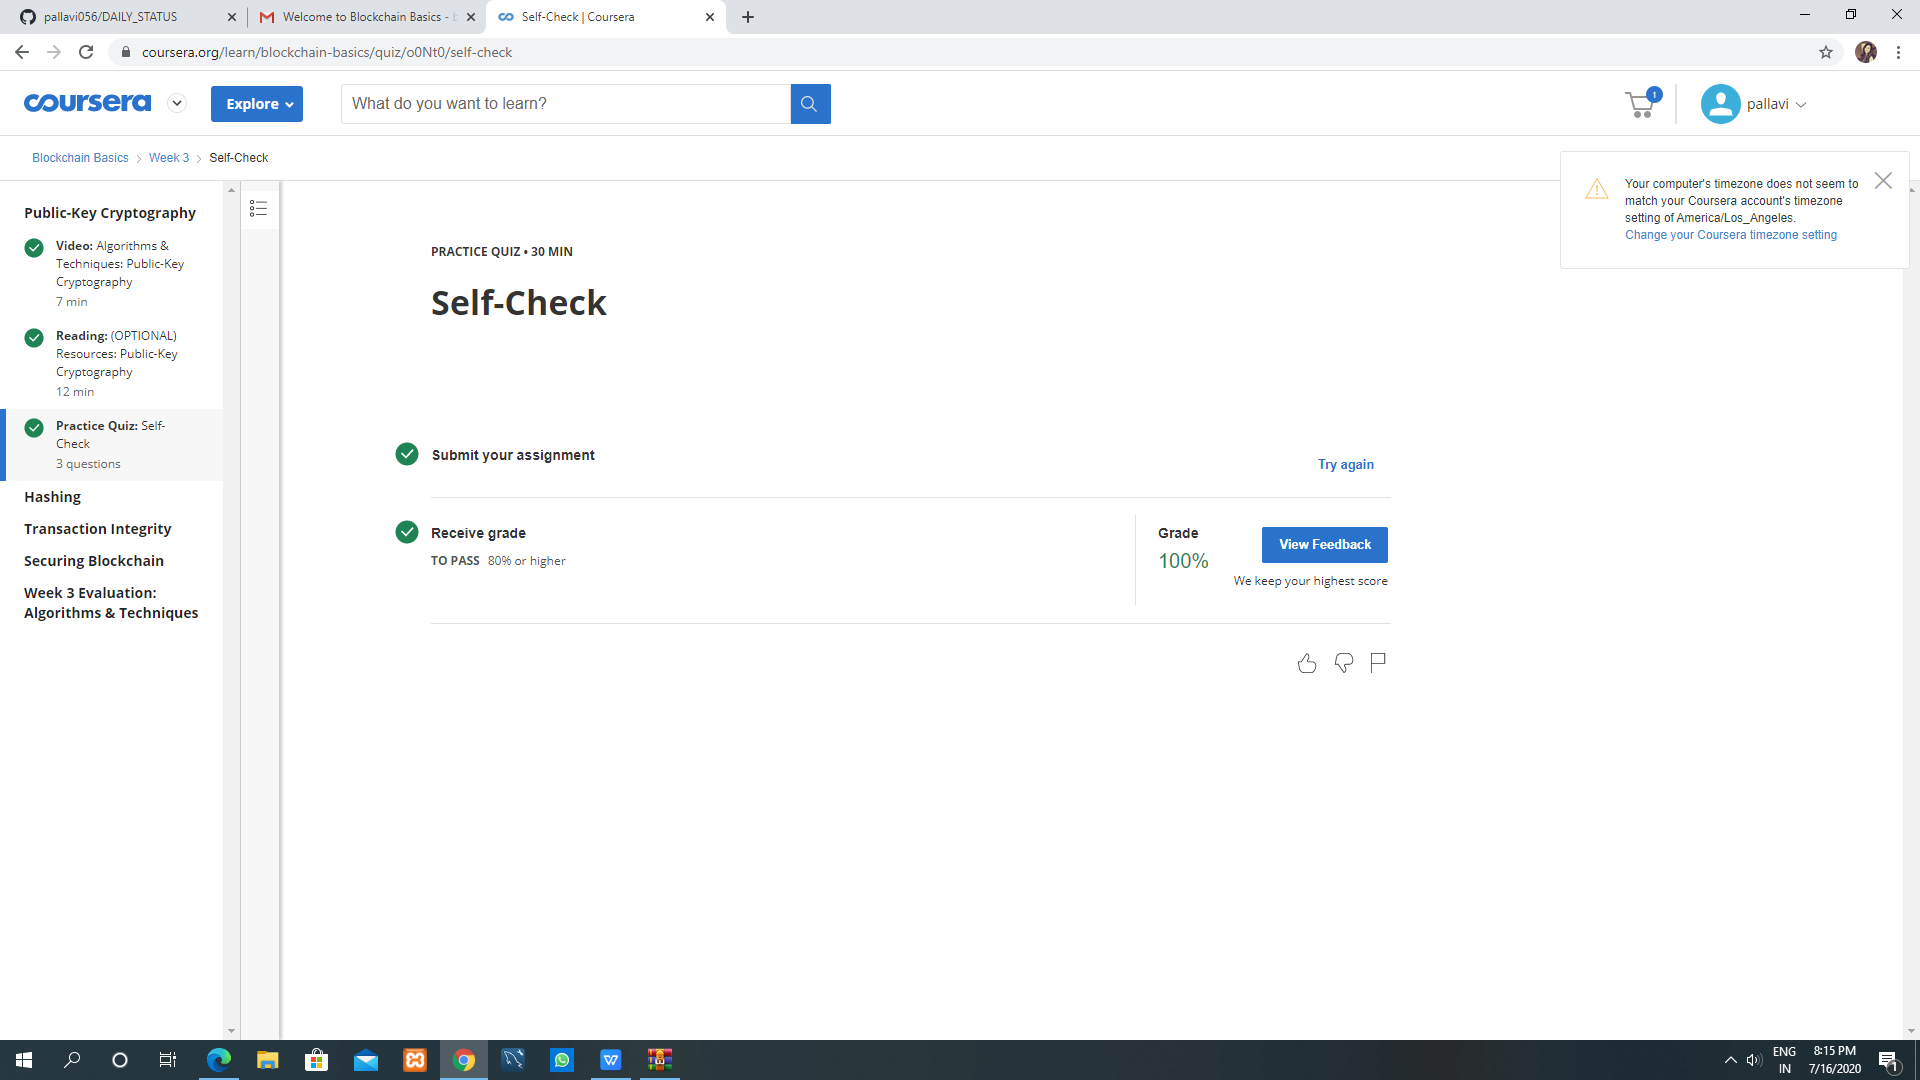 pallavi056/DAILY_STATUS
Welcome to Blockchain Basics -
Self-Check | Coursera
coursera.org/learn/blockchain-basics/quiz/o0Nt0/self-check
coursera
Explore
What do you want to learn?
1
pallavi
Blockchain Basics
Week 3
Self-Check
Your computer's timezone does not seem to
match your Coursera account's timezone
setting of America/Los_Angeles.
Change your Coursera timezone setting
Public-Key Cryptography
Video: Algorithms &
Techniques: Public-Key
Cryptography
7 min
Reading: (OPTIONAL)
Resources: Public-Key
Cryptography
12 min
Practice Quiz: Self-
Check
3 questions
Hashing
Transaction Integrity
Securing Blockchain
Week 3 Evaluation:
Algorithms & Techniques
PRACTICE QUIZ • 30 MIN
Self-Check
Submit your assignment
Try again
Receive grade
TO PASS 80% or higher
Grade
100%
View Feedback
We keep your highest score
ENG
IN
8:15 PM
7/16/2020
1